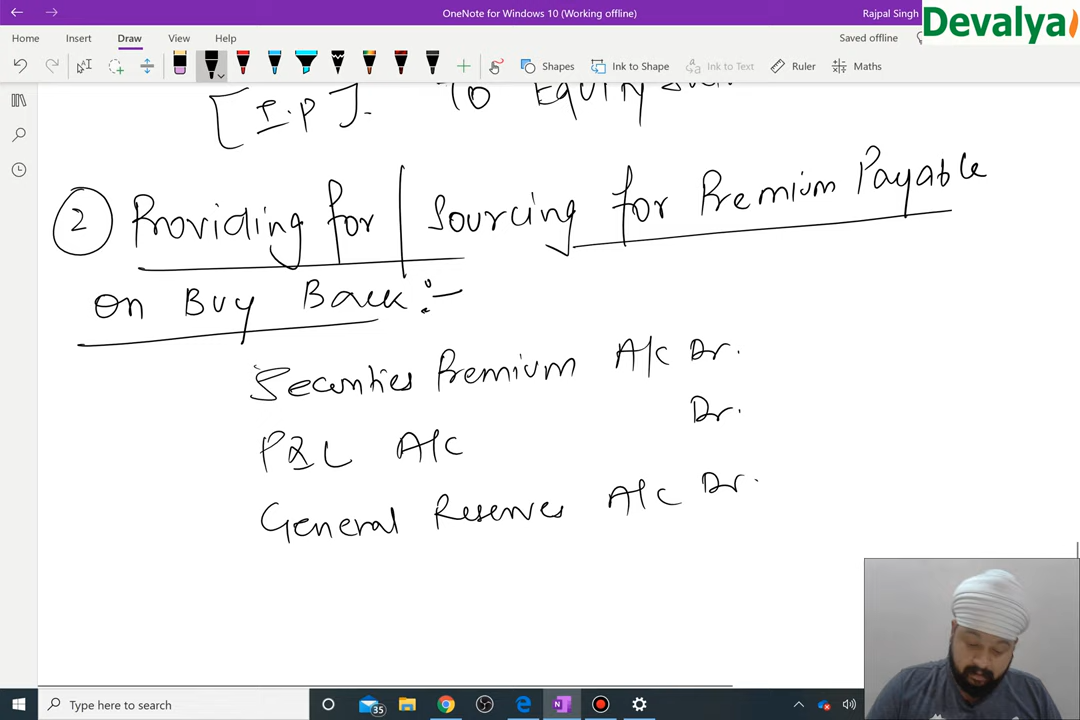 OneNote for Windows 10 (Working offline)
Rajpal Singh
Devalya
Home Insert Draw View Help
Saved offline
Shapes Ink to Shape Ink to Text Ruler Maths
[I.P]. To Equity
2 Providing for / Sourcing for Premium Payable
on Buy Back :-
Securities Premium A/c Dr.
P&L A/c Dr.
General Reserves A/c Dr.
Type here to search
35